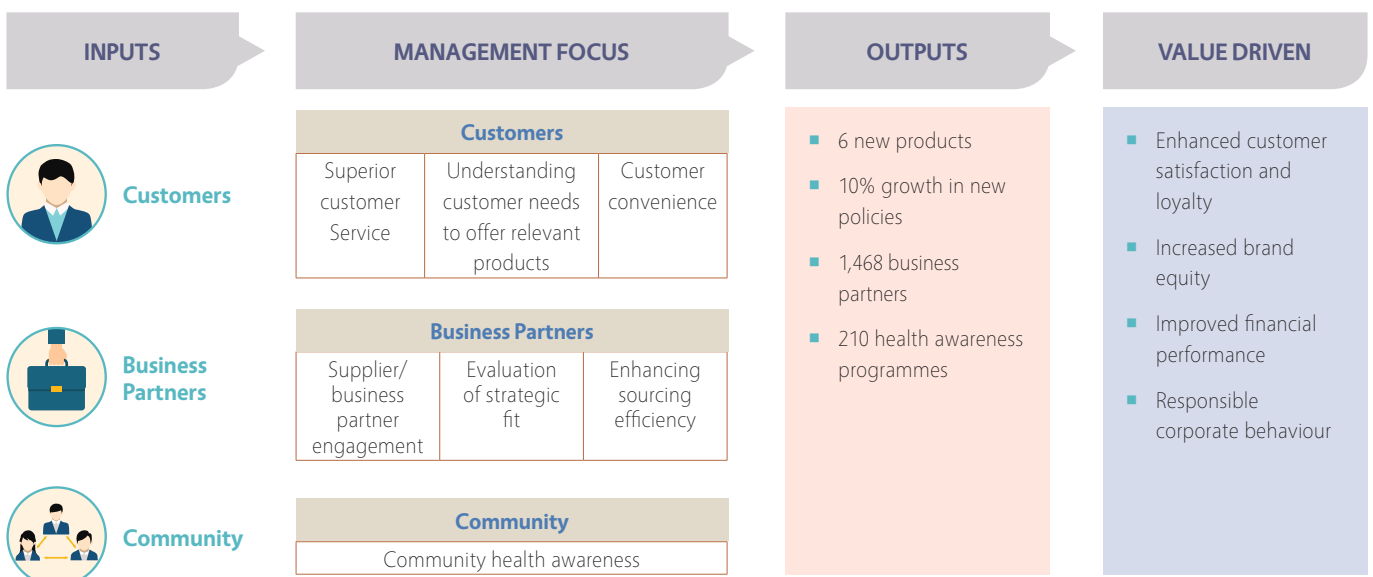 INPUTS
MANAGEMENT FOCUS
OUTPUTS
VALUE DRIVEN
Customers
Customers
Superior
customer
Service
Understanding
customer needs
to offer relevant
products
Customer
convenience
Business
Partners
Business Partners
Supplier/
business
partner
engagement
Evaluation
of strategic
fit
Enhancing
sourcing
efficiency
Community
Community
Community health awareness
6 new products
10% growth in new
policies
1,468 business
partners
210 health awareness
programmes
Enhanced customer
satisfaction and
loyalty
Increased brand
equity
Improved financial
performance
Responsible
corporate behaviour